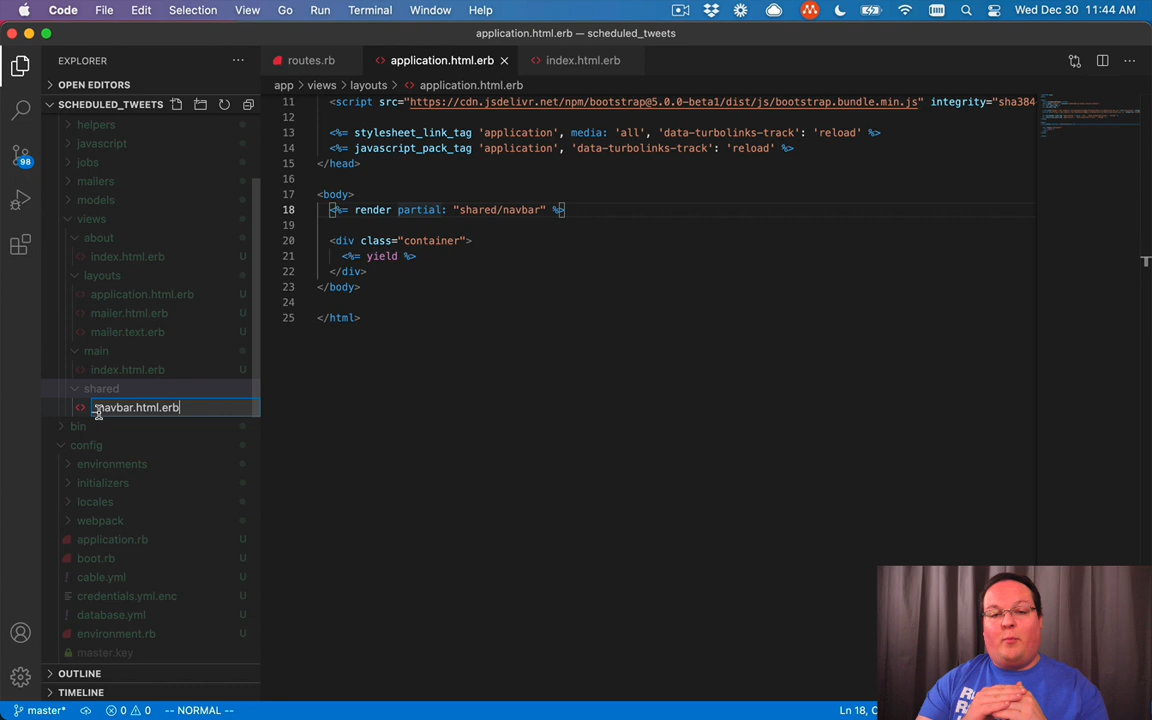 Code File Edit Selection View Go Run Terminal Window Help Wed Dec 30 11:44 AM
application.html.erb — scheduled_tweets
EXPLORER
routes.rb
application.html.erb
index.html.erb
OPEN EDITORS
app > views > layouts > application.html.erb
SCHEDULED_TWEETS
helpers
javascript
jobs
mailers
models
views
about
index.html.erb U
layouts
application.html.erb U
mailer.html.erb U
mailer.text.erb U
main
index.html.erb U
shared
navbar.html.erb
bin
config
environments
initializers
locales
webpack
application.rb U
boot.rb U
cable.yml U
credentials.yml.enc U
database.yml U
environment.rb U
master.key
OUTLINE
TIMELINE
98
11 <script src="https://cdn.jsdelivr.net/npm/bootstrap@5.0.0-beta1/dist/js/bootstrap.bundle.min.js" integrity="sha384
12
13 <%= stylesheet_link_tag 'application', media: 'all', 'data-turbolinks-track': 'reload' %>
14 <%= javascript_pack_tag 'application', 'data-turbolinks-track': 'reload' %>
15 </head>
16
17 <body>
18 <%= render partial: "shared/navbar" %>
19
20 <div class="container">
21 <%= yield %>
22 </div>
23 </body>
24
25 </html>
master* 0 0 -- NORMAL -- Ln 18,